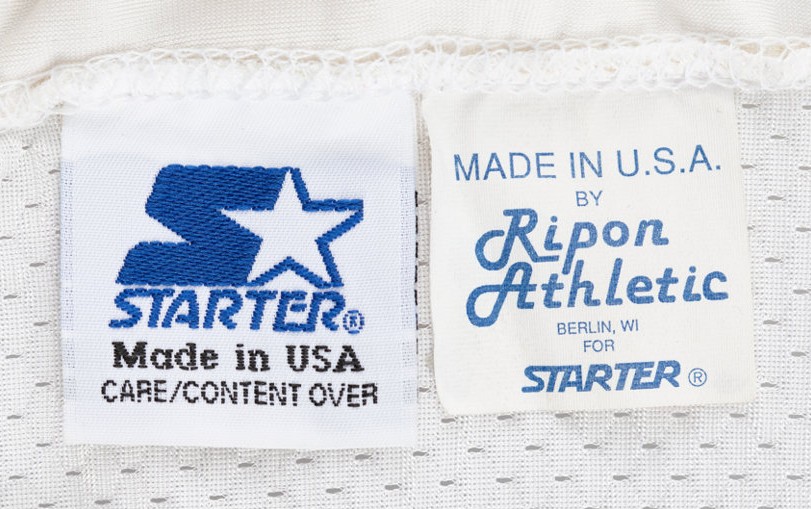 STARTER®
Made in USA
CARE/CONTENT OVER
MADE IN U.S.A.
BY
Ripon
Athletic
BERLIN, WI
FOR
STARTER®